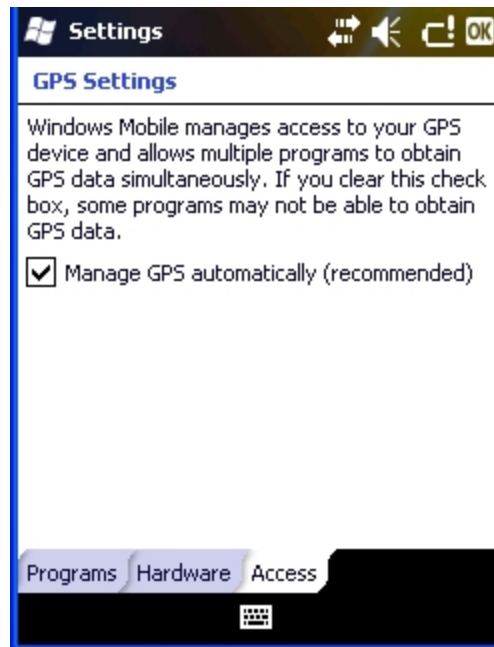 Settings
OK
GPS Settings
Windows Mobile manages access to your GPS
device and allows multiple programs to obtain
GPS data simultaneously. If you clear this check
box, some programs may not be able to obtain
GPS data.
Manage GPS automatically (recommended)
Programs Hardware Access